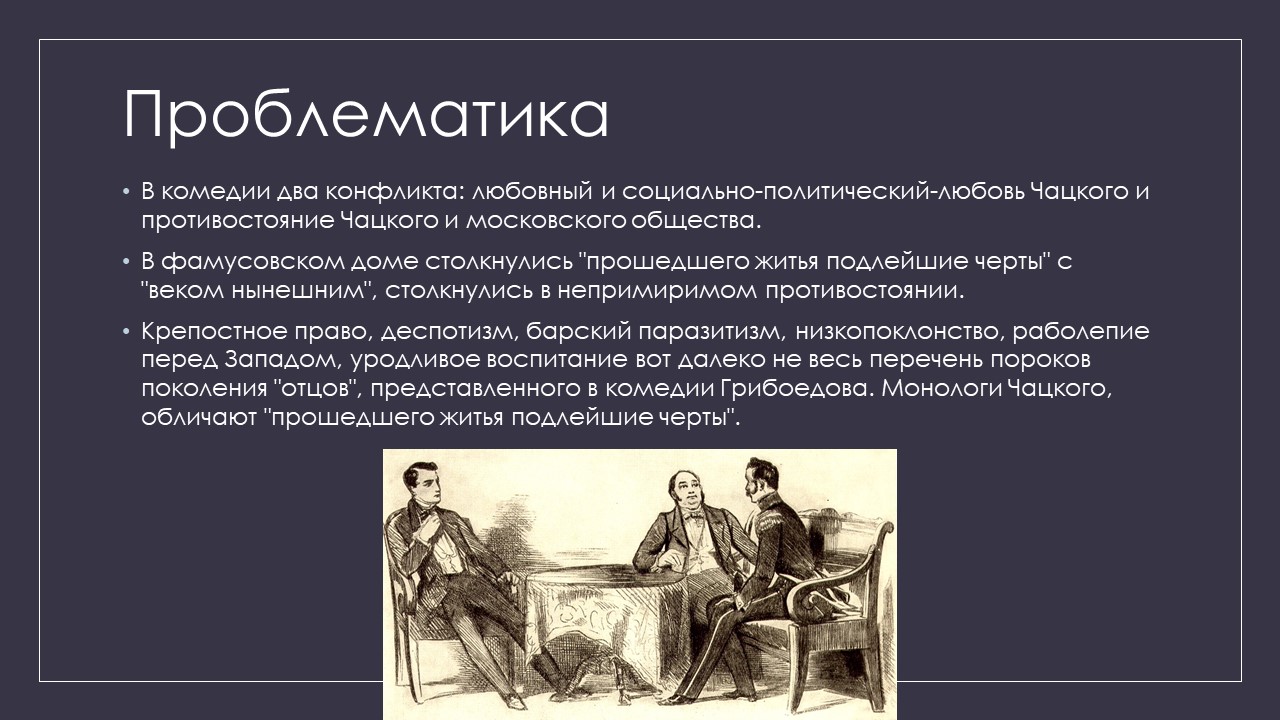 Проблематика
• В комедии два конфликта: любовный и социально-политический-любовь Чацкого и
противостояние Чацкого и московского общества.
• В фамусовском доме столкнулись "прошедшего житья подлейшие черты" с
"веком нынешним", столкнулись в непримиримом противостоянии.
• Крепостное право, деспотизм, барский паразитизм, низкопоклонство, раболепие
перед Западом, уродливое воспитание вот далеко не весь перечень пороков
поколения "отцов", представленного в комедии Грибоедова. Монологи Чацкого,
обличают "прошедшего житья подлейшие черты".